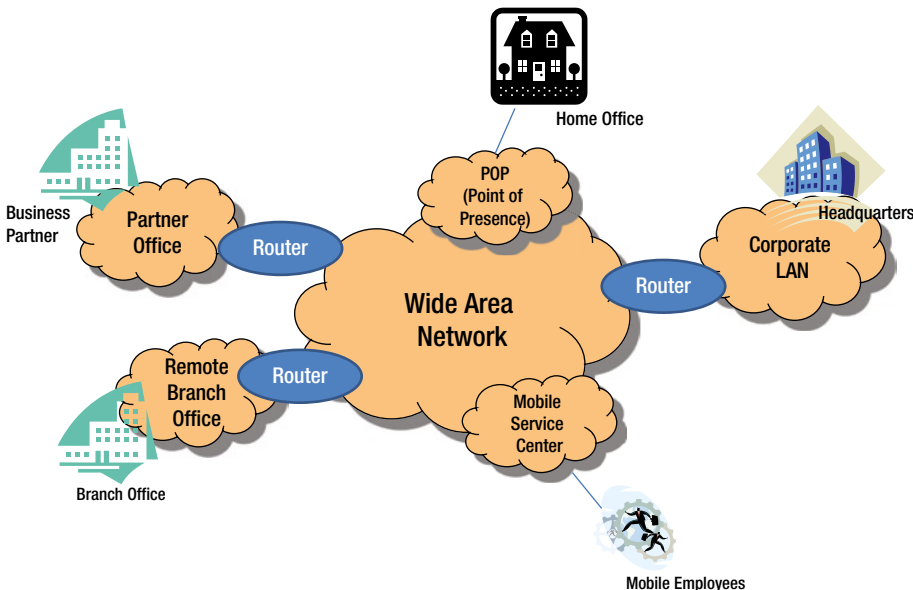 Home Office
POP
(Point of
Presence)
Business
Partner
Partner
Office
Router
Headquarters
Corporate
LAN
Router
Wide Area
Network
Remote
Branch
Office
Router
Branch Office
Mobile
Service
Center
Mobile Employees